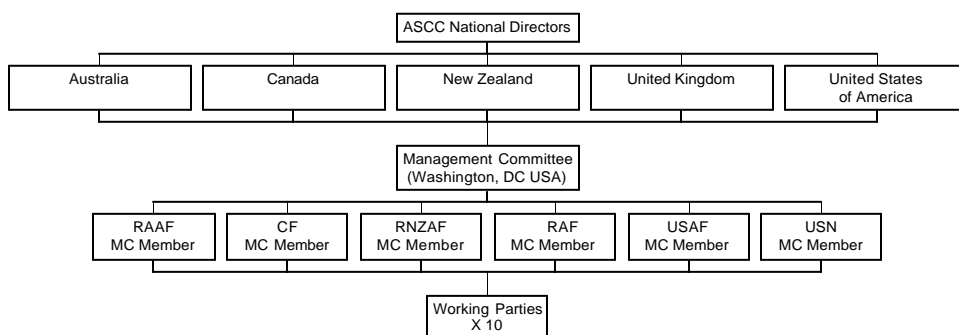 ASCC National Directors
Australia
Canada
New Zealand
United Kingdom
United States
of America
Management Committee
(Washington, DC USA)
RAAF
MC Member
CF
MC Member
RNZAF
MC Member
RAF
MC Member
USAF
MC Member
USN
MC Member
Working Parties
X 10